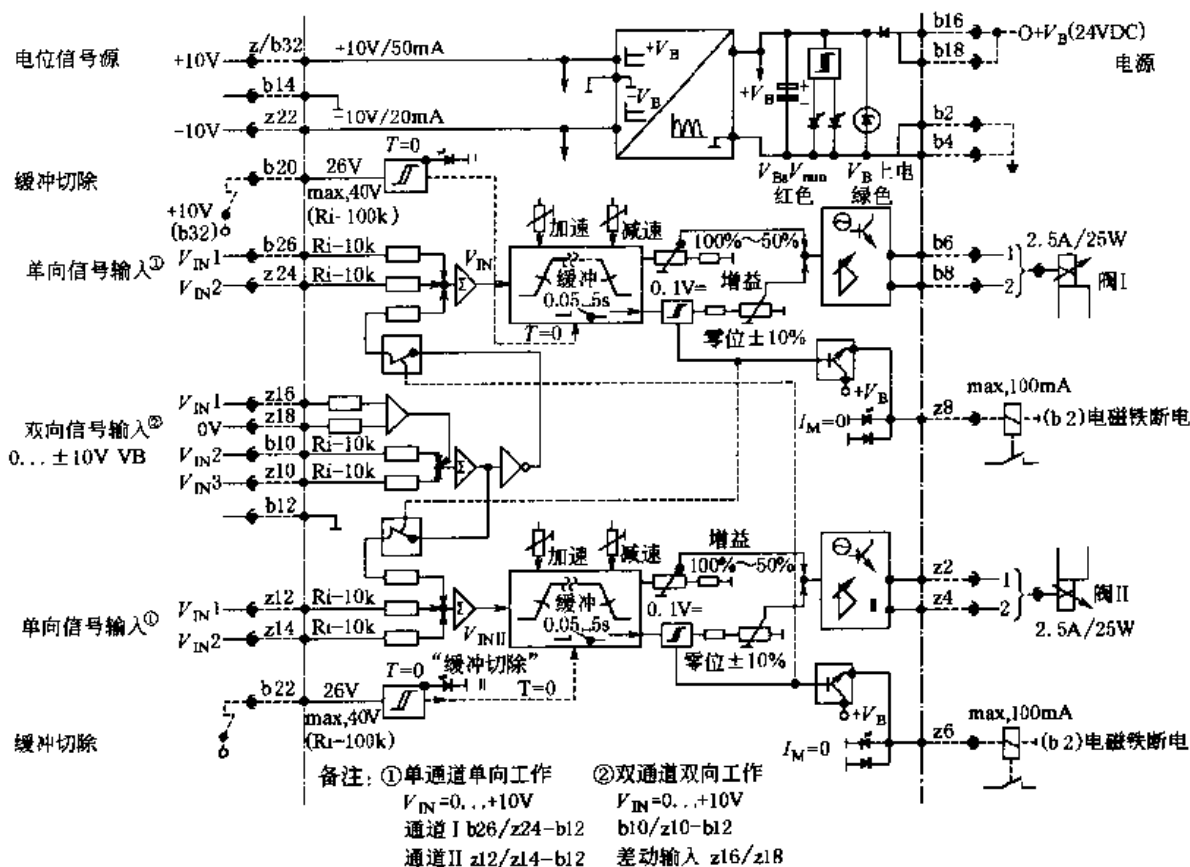 电位信号源
+10V
z/b32
+10V/50mA
b14
-10V
z22
-10V/20mA
+V_B
-V_B
+V_B
b16
b18
+V_B(24VDC)
电源
b2
b4
红色
V_B上电
绿色
缓冲切除
b20
26V
T=0
max,40V
(Ri-100k)
+10V
(b32)
单向信号输入①
V_IN1
b26
Ri-10k
V_IN2
z24
Ri-10k
Σ
V_IN
加速
减速
缓冲
0.05..5s
T=0
100%~50%
增益
0.1V=
零位±10%
b6
b8
1
2
2.5A/25W
阀I
+V_B
I_M=0
z8
max,100mA
(b2)电磁铁断电
双向信号输入②
0...±10V VB
V_IN1
z16
0V
z18
V_IN2
b10
Ri-10k
V_IN3
z10
Ri-10k
Σ
b12
单向信号输入①
V_IN1
z12
Ri-10k
V_IN2
z14
Ri-10k
Σ
V_INII
加速
减速
缓冲
0.05..5s
增益
100%~50%
0.1V=
零位±10%
II
z2
z4
1
2
阀II
2.5A/25W
缓冲切除
b22
26V
T=0
"缓冲切除"
T=0
max,40V
(Ri-100k)
+V_B
I_M=0
z6
max,100mA
(b2)电磁铁断电
备注：①单通道单向工作 ②双通道双向工作
V_IN=0...+10V V_IN=0...+10V
通道I b26/z24-b12 b10/z10-b12
通道II z12/z14-b12 差动输入 z16/z18